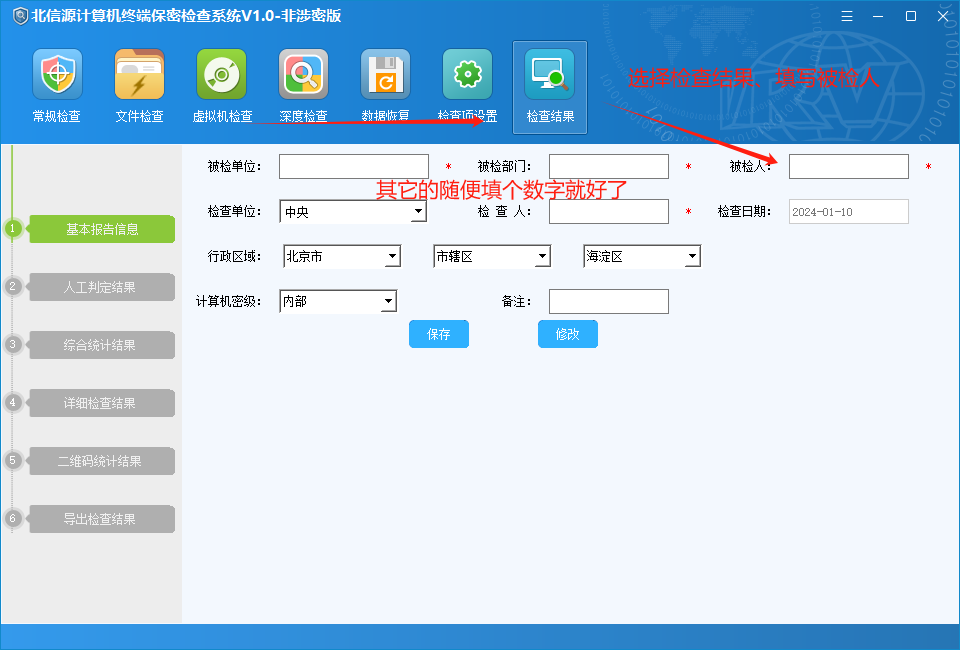 北信源计算机终端保密检查系统V1.0-非涉密版
常规检查 文件检查 虚拟机检查 深度检查 数据恢复 检查项设置 检查结果
选择检查结果、填写被检人
被检单位： * 被检部门： * 被检人： *
其它的随便填个数字就好了
检查单位： 中央 检 查 人： * 检查日期： 2024-01-10
行政区域： 北京市 市辖区 海淀区
计算机密级： 内部 备注：
保存 修改
1 基本报告信息
2 人工判定结果
3 综合统计结果
4 详细检查结果
5 二维码统计结果
6 导出检查结果